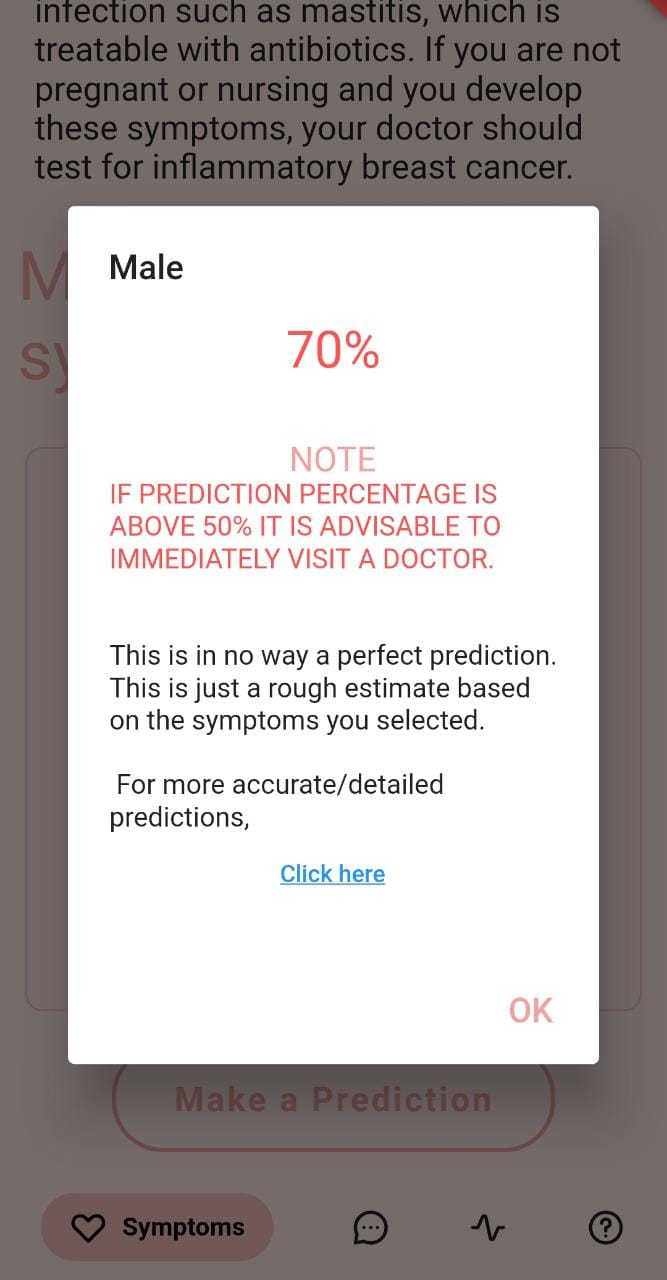 infection such as mastitis, which is
treatable with antibiotics. If you are not
pregnant or nursing and you develop
these symptoms, your doctor should
test for inflammatory breast cancer.
Male
70%
NOTE
IF PREDICTION PERCENTAGE IS
ABOVE 50% IT IS ADVISABLE TO
IMMEDIATELY VISIT A DOCTOR.
This is in no way a perfect prediction.
This is just a rough estimate based
on the symptoms you selected.
For more accurate/detailed
predictions,
Click here
OK
Make a Prediction
Symptoms